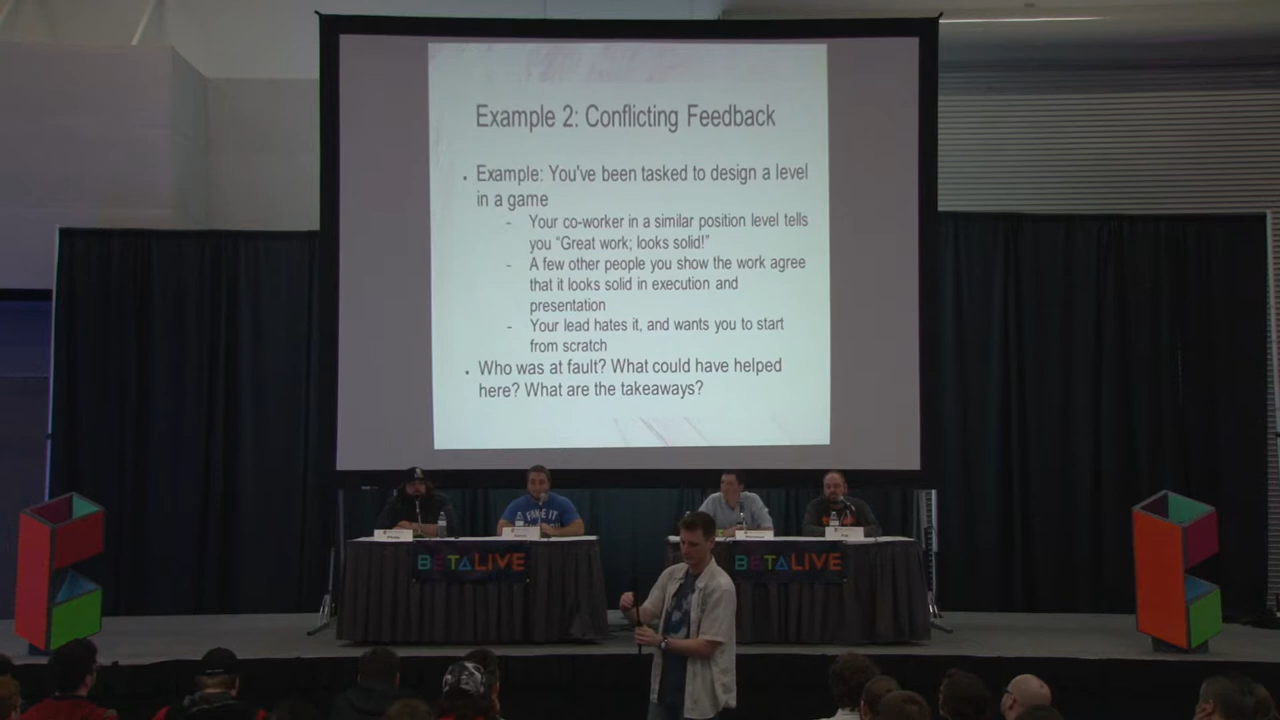 Example 2: Conflicting Feedback
. Example: You've been tasked to design a level
in a game
- Your co-worker in a similar position level tells
you “Great work; looks solid!”
- A few other people you show the work agree
that it looks solid in execution and
presentation
- Your lead hates it, and wants you to start
from scratch
. Who was at fault? What could have helped
here? What are the takeaways?
FAKE IT
BETALIVE
BETALIVE